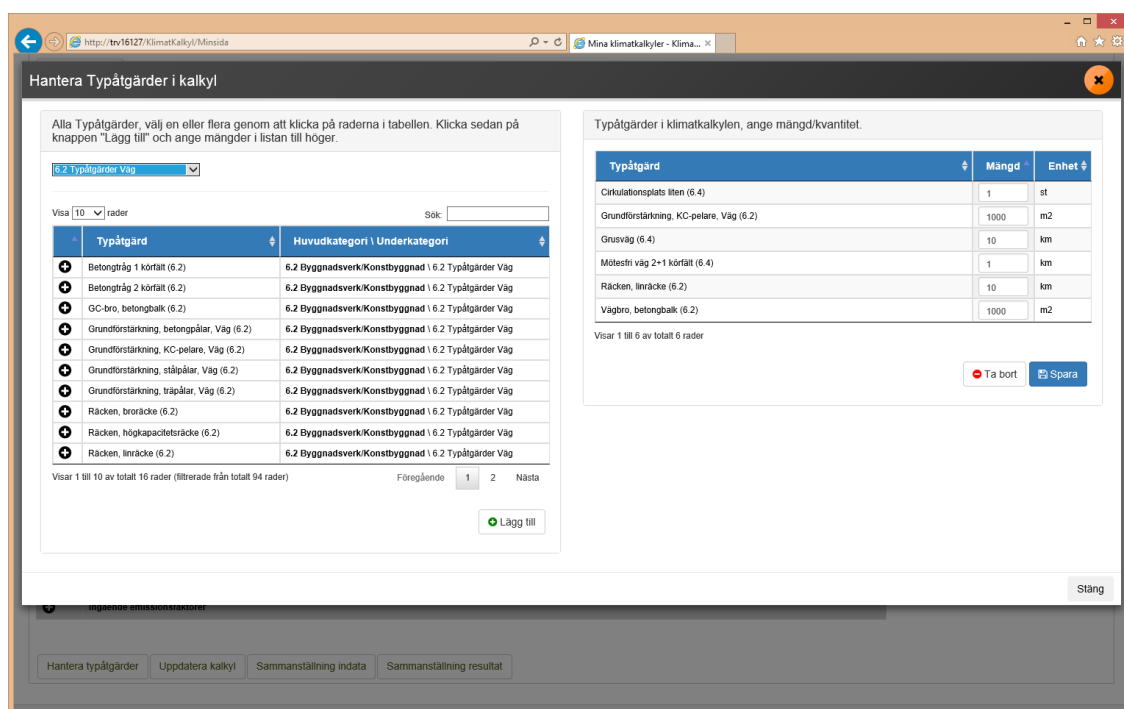 http://trv16127/KlimatKalkyl/Minsida
Mina klimatkalkyler - Klima...
Hantera Typåtgärder i kalkyl
Alla Typåtgärder, välj en eller flera genom att klicka på raderna i tabellen. Klicka sedan på
knappen "Lägg till" och ange mängder i listan till höger.
6.2 Typåtgärder Väg
Visa 10 rader Sök:
Typåtgärd Huvudkategori \ Underkategori
Betongtråg 1 körfält (6.2) 6.2 Byggnadsverk/Konstbyggnad \ 6.2 Typåtgärder Väg
Betongtråg 2 körfält (6.2) 6.2 Byggnadsverk/Konstbyggnad \ 6.2 Typåtgärder Väg
GC-bro, betongbalk (6.2) 6.2 Byggnadsverk/Konstbyggnad \ 6.2 Typåtgärder Väg
Grundförstärkning, betongpålar, Väg (6.2) 6.2 Byggnadsverk/Konstbyggnad \ 6.2 Typåtgärder Väg
Grundförstärkning, KC-pelare, Väg (6.2) 6.2 Byggnadsverk/Konstbyggnad \ 6.2 Typåtgärder Väg
Grundförstärkning, stålpålar, Väg (6.2) 6.2 Byggnadsverk/Konstbyggnad \ 6.2 Typåtgärder Väg
Grundförstärkning, träpålar, Väg (6.2) 6.2 Byggnadsverk/Konstbyggnad \ 6.2 Typåtgärder Väg
Räcken, broräcke (6.2) 6.2 Byggnadsverk/Konstbyggnad \ 6.2 Typåtgärder Väg
Räcken, högkapacitetsräcke (6.2) 6.2 Byggnadsverk/Konstbyggnad \ 6.2 Typåtgärder Väg
Räcken, linräcke (6.2) 6.2 Byggnadsverk/Konstbyggnad \ 6.2 Typåtgärder Väg
Visar 1 till 10 av totalt 16 rader (filtrerade från totalt 94 rader) Föregående 1 2 Nästa
Lägg till
Typåtgärder i klimatkalkylen, ange mängd/kvantitet.
Typåtgärd Mängd Enhet
Cirkulationsplats liten (6.4) 1 st
Grundförstärkning, KC-pelare, Väg (6.2) 1000 m2
Grusväg (6.4) 10 km
Mötesfri väg 2+1 körfält (6.4) 1 km
Räcken, linräcke (6.2) 10 km
Vägbro, betongbalk (6.2) 1000 m2
Visar 1 till 6 av totalt 6 rader
Ta bort Spara
Stäng
Ingående emissionsfaktorer
Hantera typåtgärder Uppdatera kalkyl Sammanställning indata Sammanställning resultat